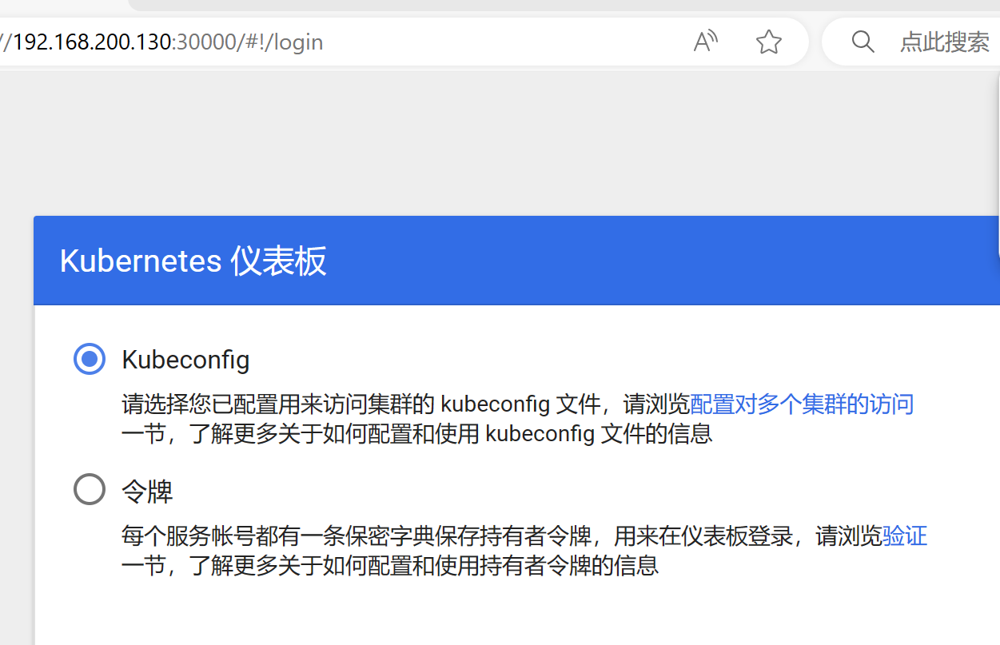 //192.168.200.130:30000/#!/login
点此搜索
Kubernetes 仪表板
Kubeconfig
请选择您已配置用来访问集群的 kubeconfig 文件，请浏览配置对多个集群的访问
一节，了解更多关于如何配置和使用 kubeconfig 文件的信息
令牌
每个服务帐号都有一条保密字典保存持有者令牌，用来在仪表板登录，请浏览验证
一节，了解更多关于如何配置和使用持有者令牌的信息